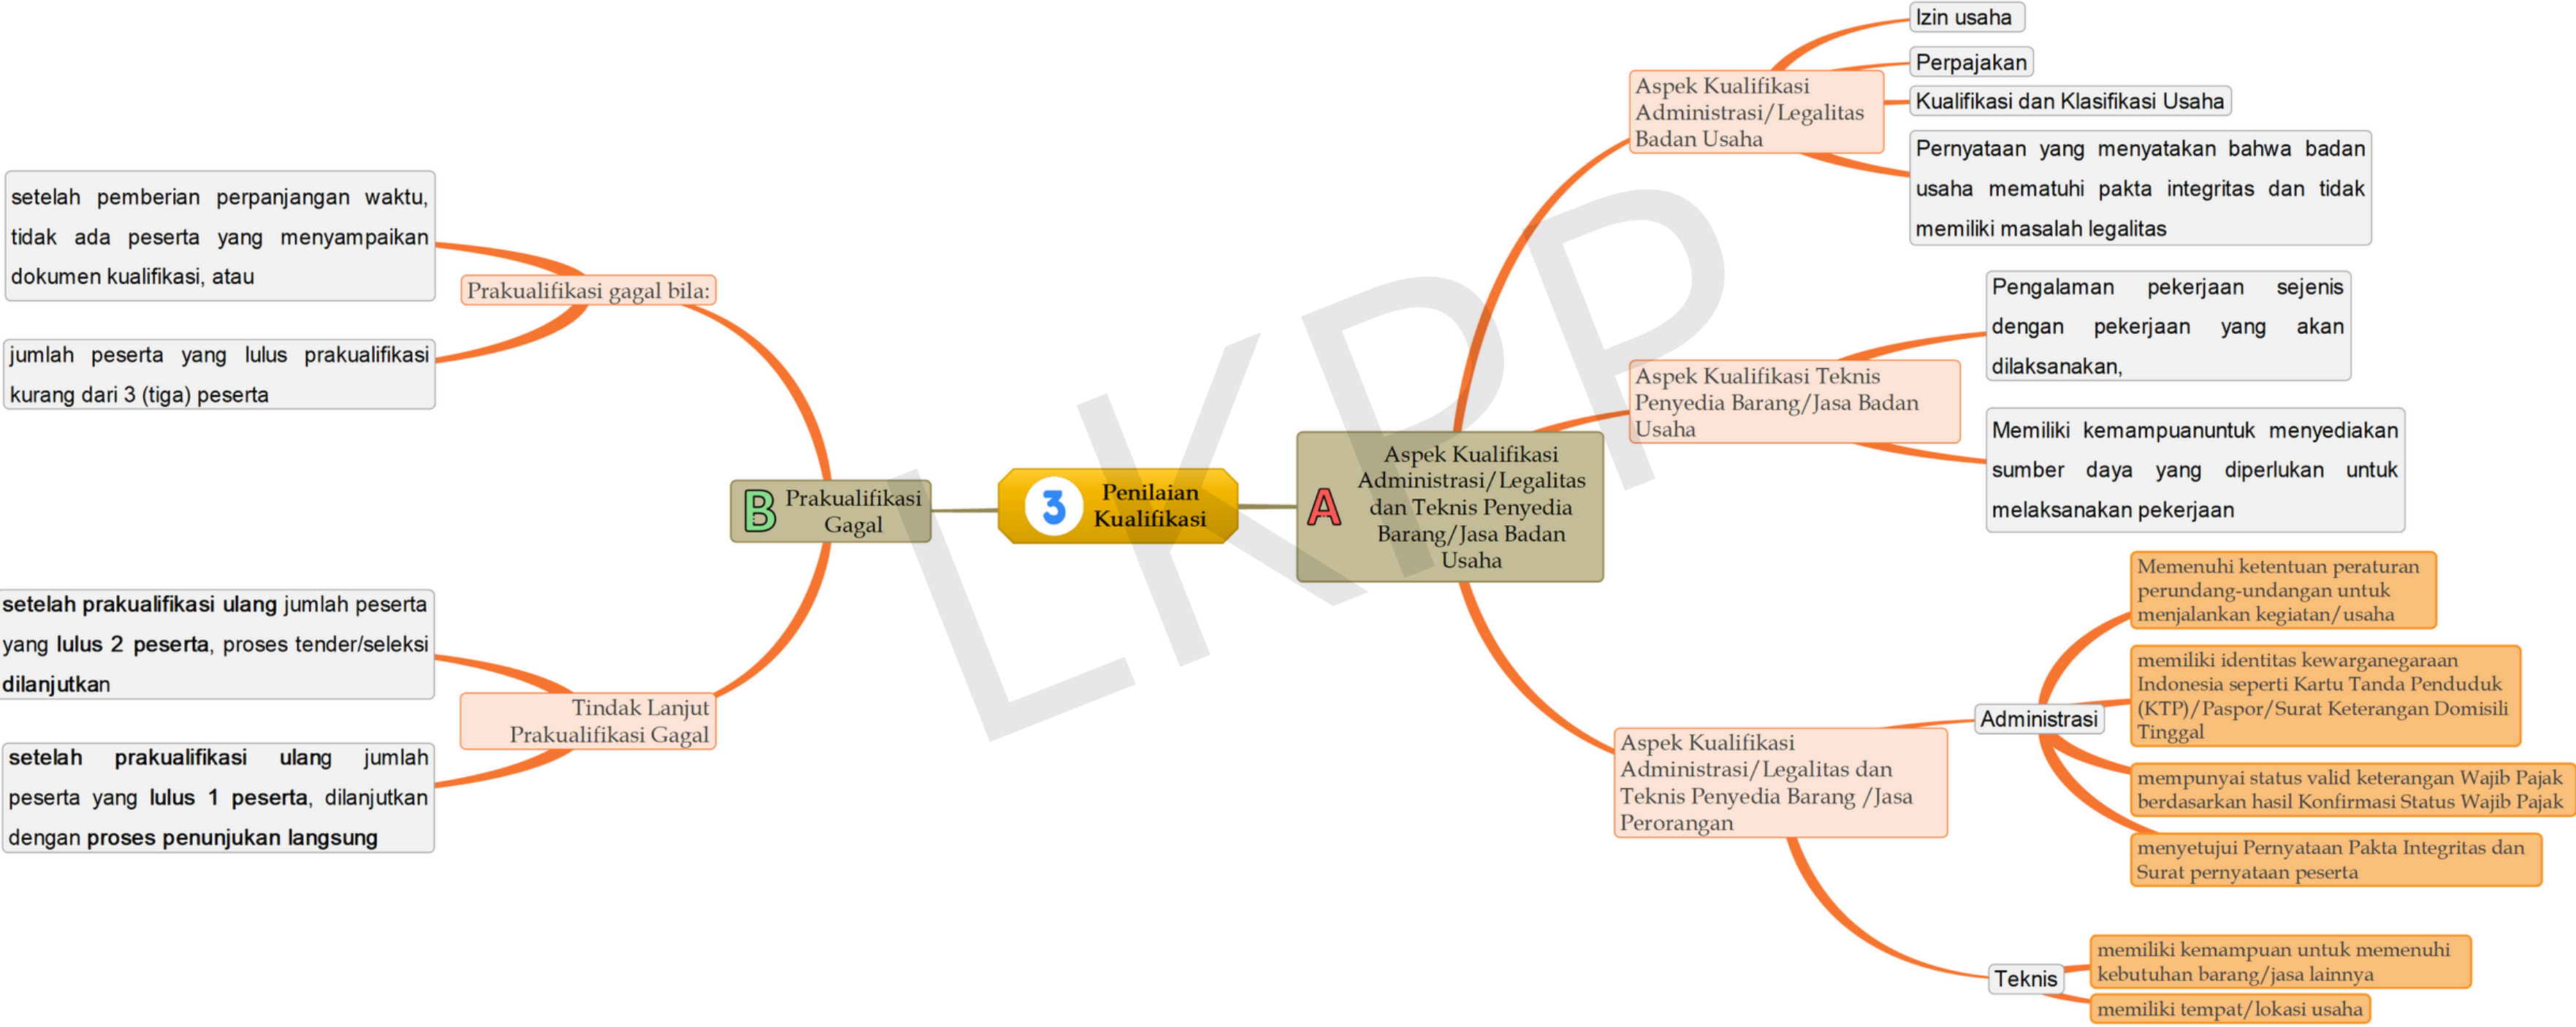 3
Penilaian
Kualifikasi
A
Aspek Kualifikasi
Administrasi/Legalitas
dan Teknis Penyedia
Barang/Jasa Badan
Usaha
Aspek Kualifikasi
Administrasi/Legalitas
Badan Usaha
Izin usaha
Perpajakan
Kualifikasi dan Klasifikasi Usaha
Pernyataan yang menyatakan bahwa badan
usaha mematuhi pakta integritas dan tidak
memiliki masalah legalitas
Aspek Kualifikasi Teknis
Penyedia Barang/Jasa Badan
Usaha
Pengalaman pekerjaan sejenis
dengan pekerjaan yang akan
dilaksanakan,
Memiliki kemampuanuntuk menyediakan
sumber daya yang diperlukan untuk
melaksanakan pekerjaan
Aspek Kualifikasi
Administrasi/Legalitas dan
Teknis Penyedia Barang /Jasa
Perorangan
Administrasi
Memenuhi ketentuan peraturan
perundang-undangan untuk
menjalankan kegiatan/usaha
memiliki identitas kewarganegaraan
Indonesia seperti Kartu Tanda Penduduk
(KTP)/Paspor/Surat Keterangan Domisili
Tinggal
mempunyai status valid keterangan Wajib Pajak
berdasarkan hasil Konfirmasi Status Wajib Pajak
menyetujui Pernyataan Pakta Integritas dan
Surat pernyataan peserta
Teknis
memiliki kemampuan untuk memenuhi
kebutuhan barang/jasa lainnya
memiliki tempat/lokasi usaha
B
Prakualifikasi
Gagal
Prakualifikasi gagal bila:
setelah pemberian perpanjangan waktu,
tidak ada peserta yang menyampaikan
dokumen kualifikasi, atau
jumlah peserta yang lulus prakualifikasi
kurang dari 3 (tiga) peserta
Tindak Lanjut
Prakualifikasi Gagal
setelah prakualifikasi ulang jumlah peserta
yang lulus 2 peserta, proses tender/seleksi
dilanjutkan
setelah prakualifikasi ulang jumlah
peserta yang lulus 1 peserta, dilanjutkan
dengan proses penunjukan langsung
LKPP